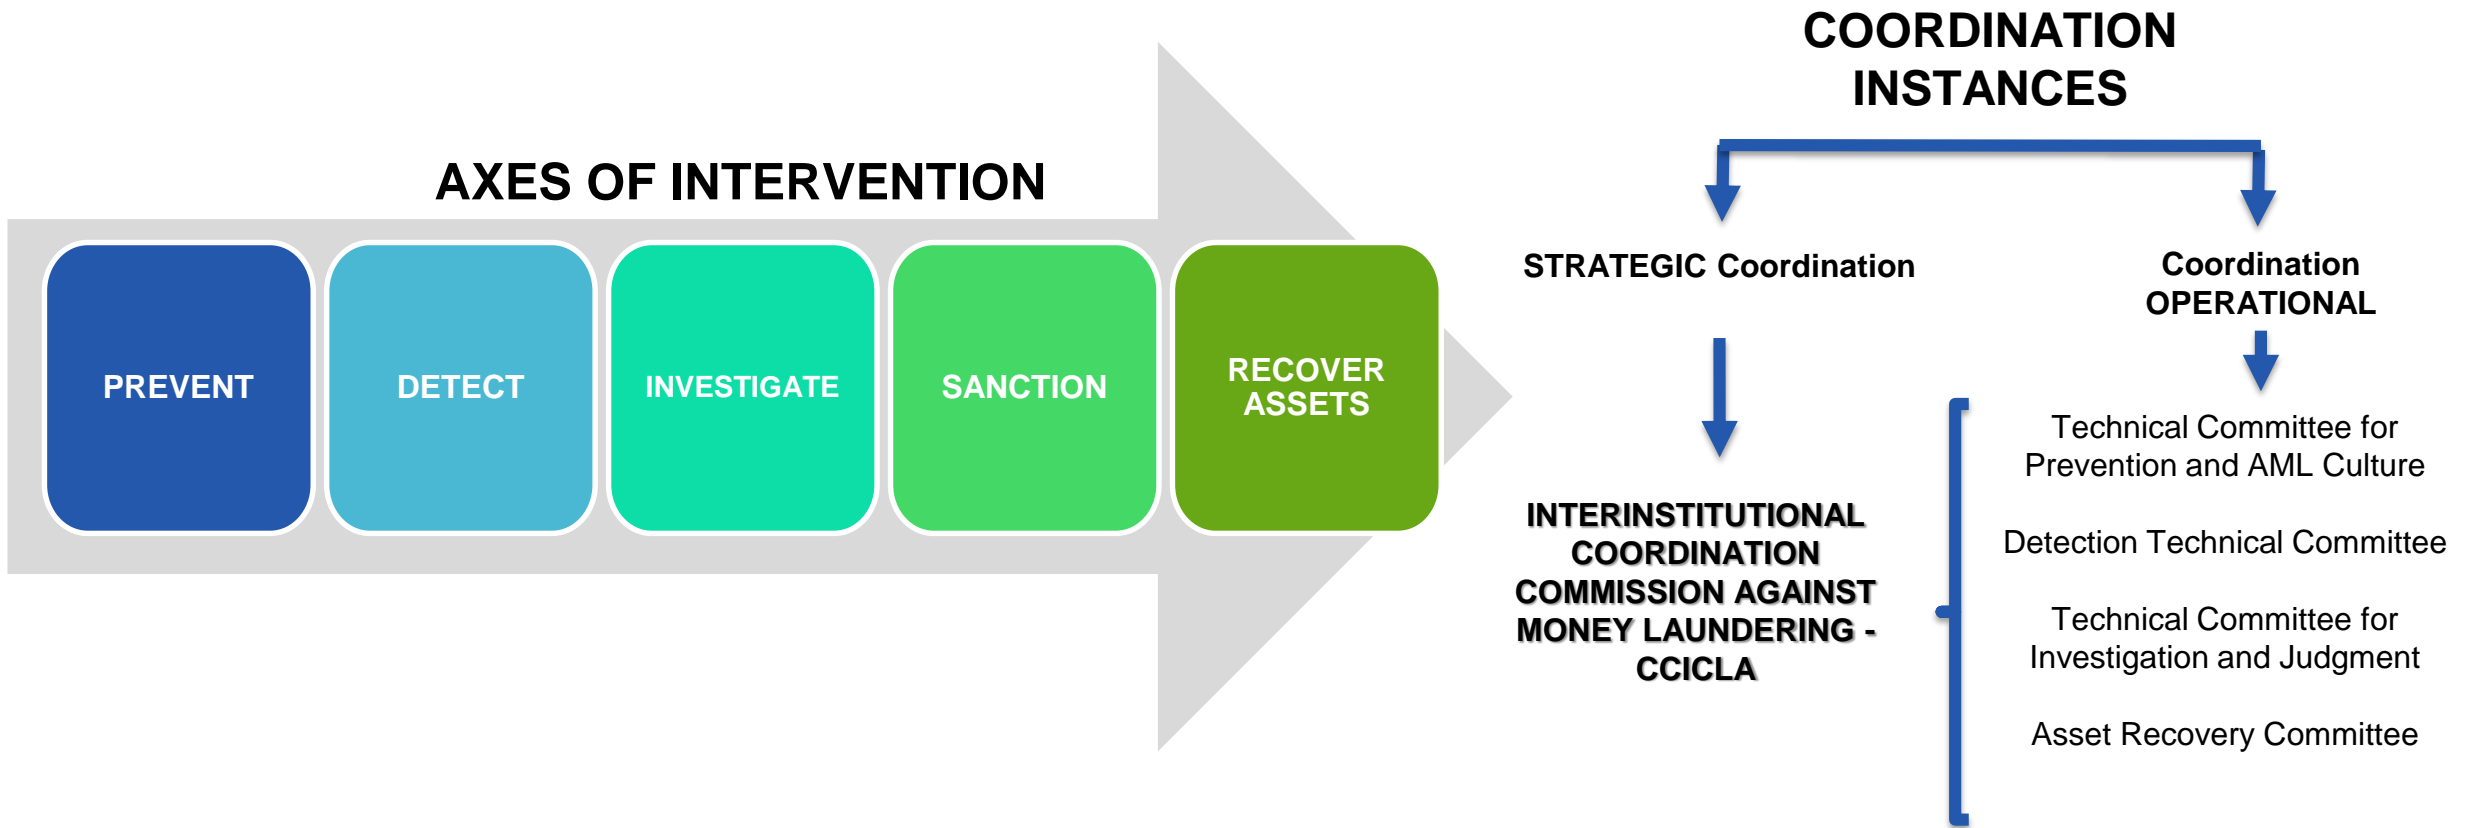 AXES OF INTERVENTION
PREVENT
DETECT
INVESTIGATE
SANCTION
RECOVER
ASSETS
COORDINATION
INSTANCES
STRATEGIC Coordination
INTERINSTITUTIONAL
COORDINATION
COMMISSION AGAINST
MONEY LAUNDERING -
CCICLA
Coordination
OPERATIONAL
Technical Committee for
Prevention and AML Culture
Detection Technical Committee
Technical Committee for
Investigation and Judgment
Asset Recovery Committee